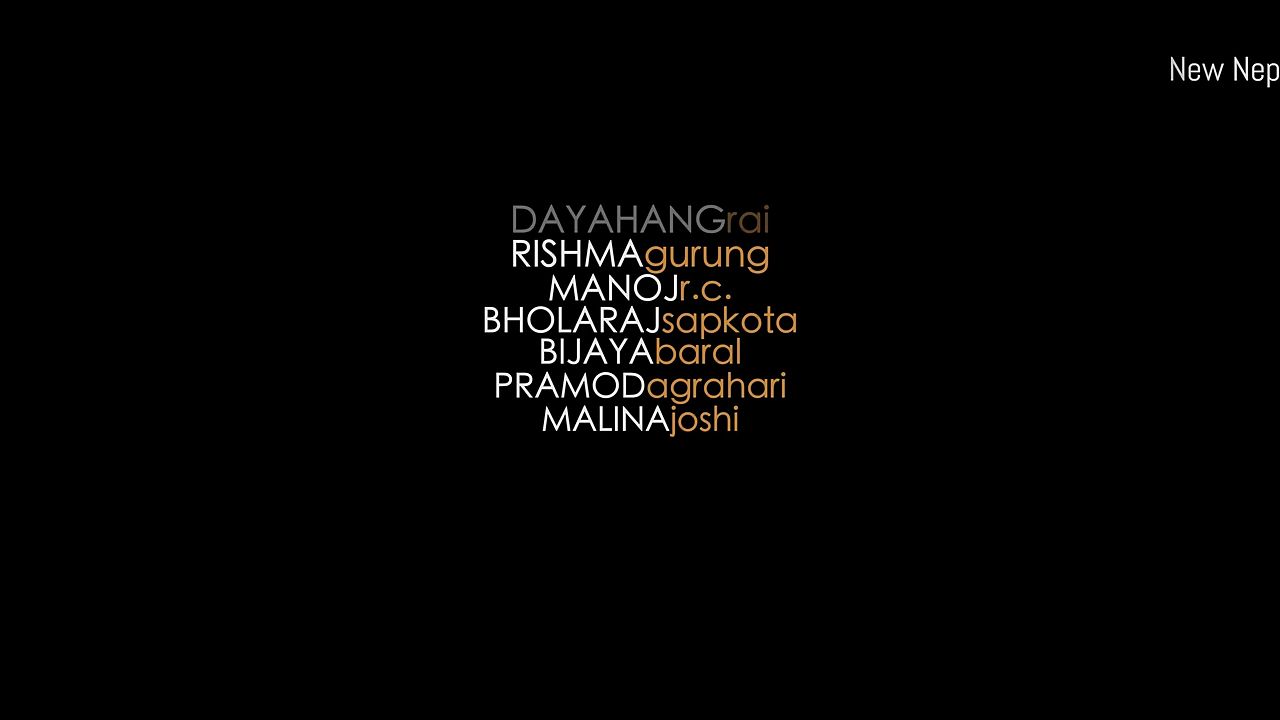 New Nep
DAYAHANGrai
RISHMAgurung
MANOJr.c.
BHOLARAJsapkota
BIJAYAbaral
PRAMODagrahari
MALINAjoshi